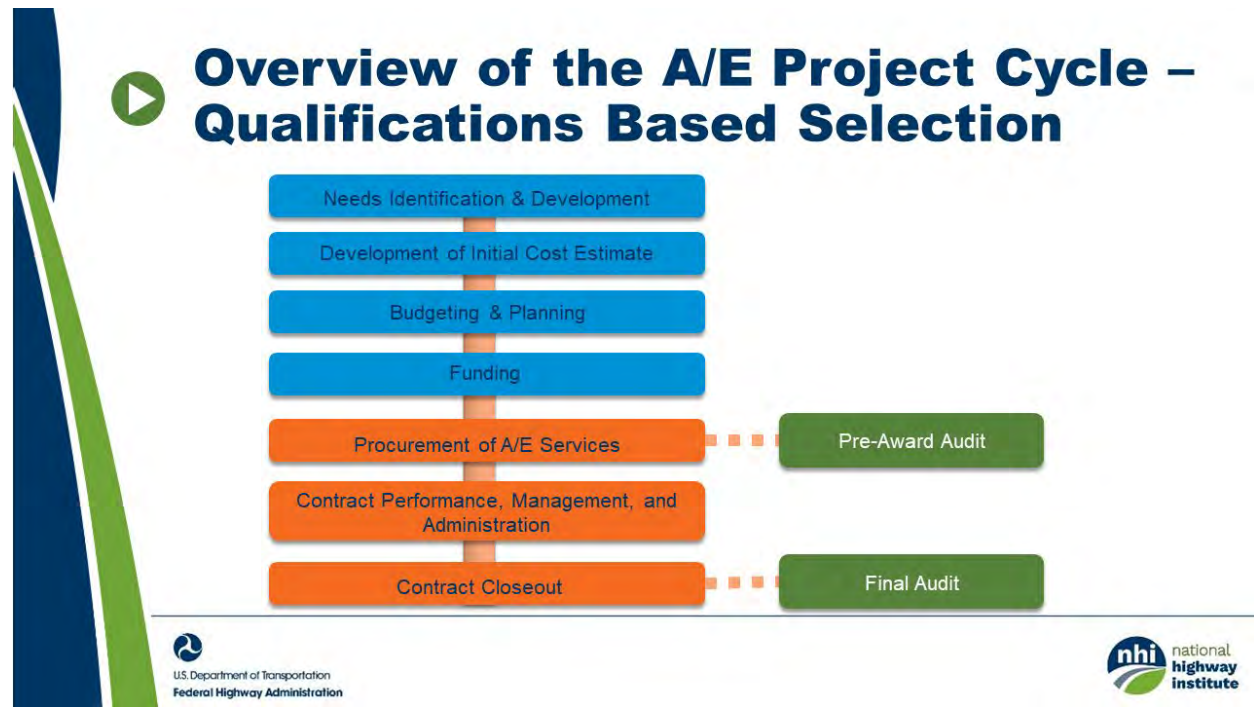 Overview of the A/E Project Cycle –
Qualifications Based Selection
Needs Identification & Development
Development of Initial Cost Estimate
Budgeting & Planning
Funding
Procurement of A/E Services
Pre-Award Audit
Contract Performance, Management, and
Administration
Contract Closeout
Final Audit
U.S. Department of Transportation
Federal Highway Administration
nhi
national
highway
institute